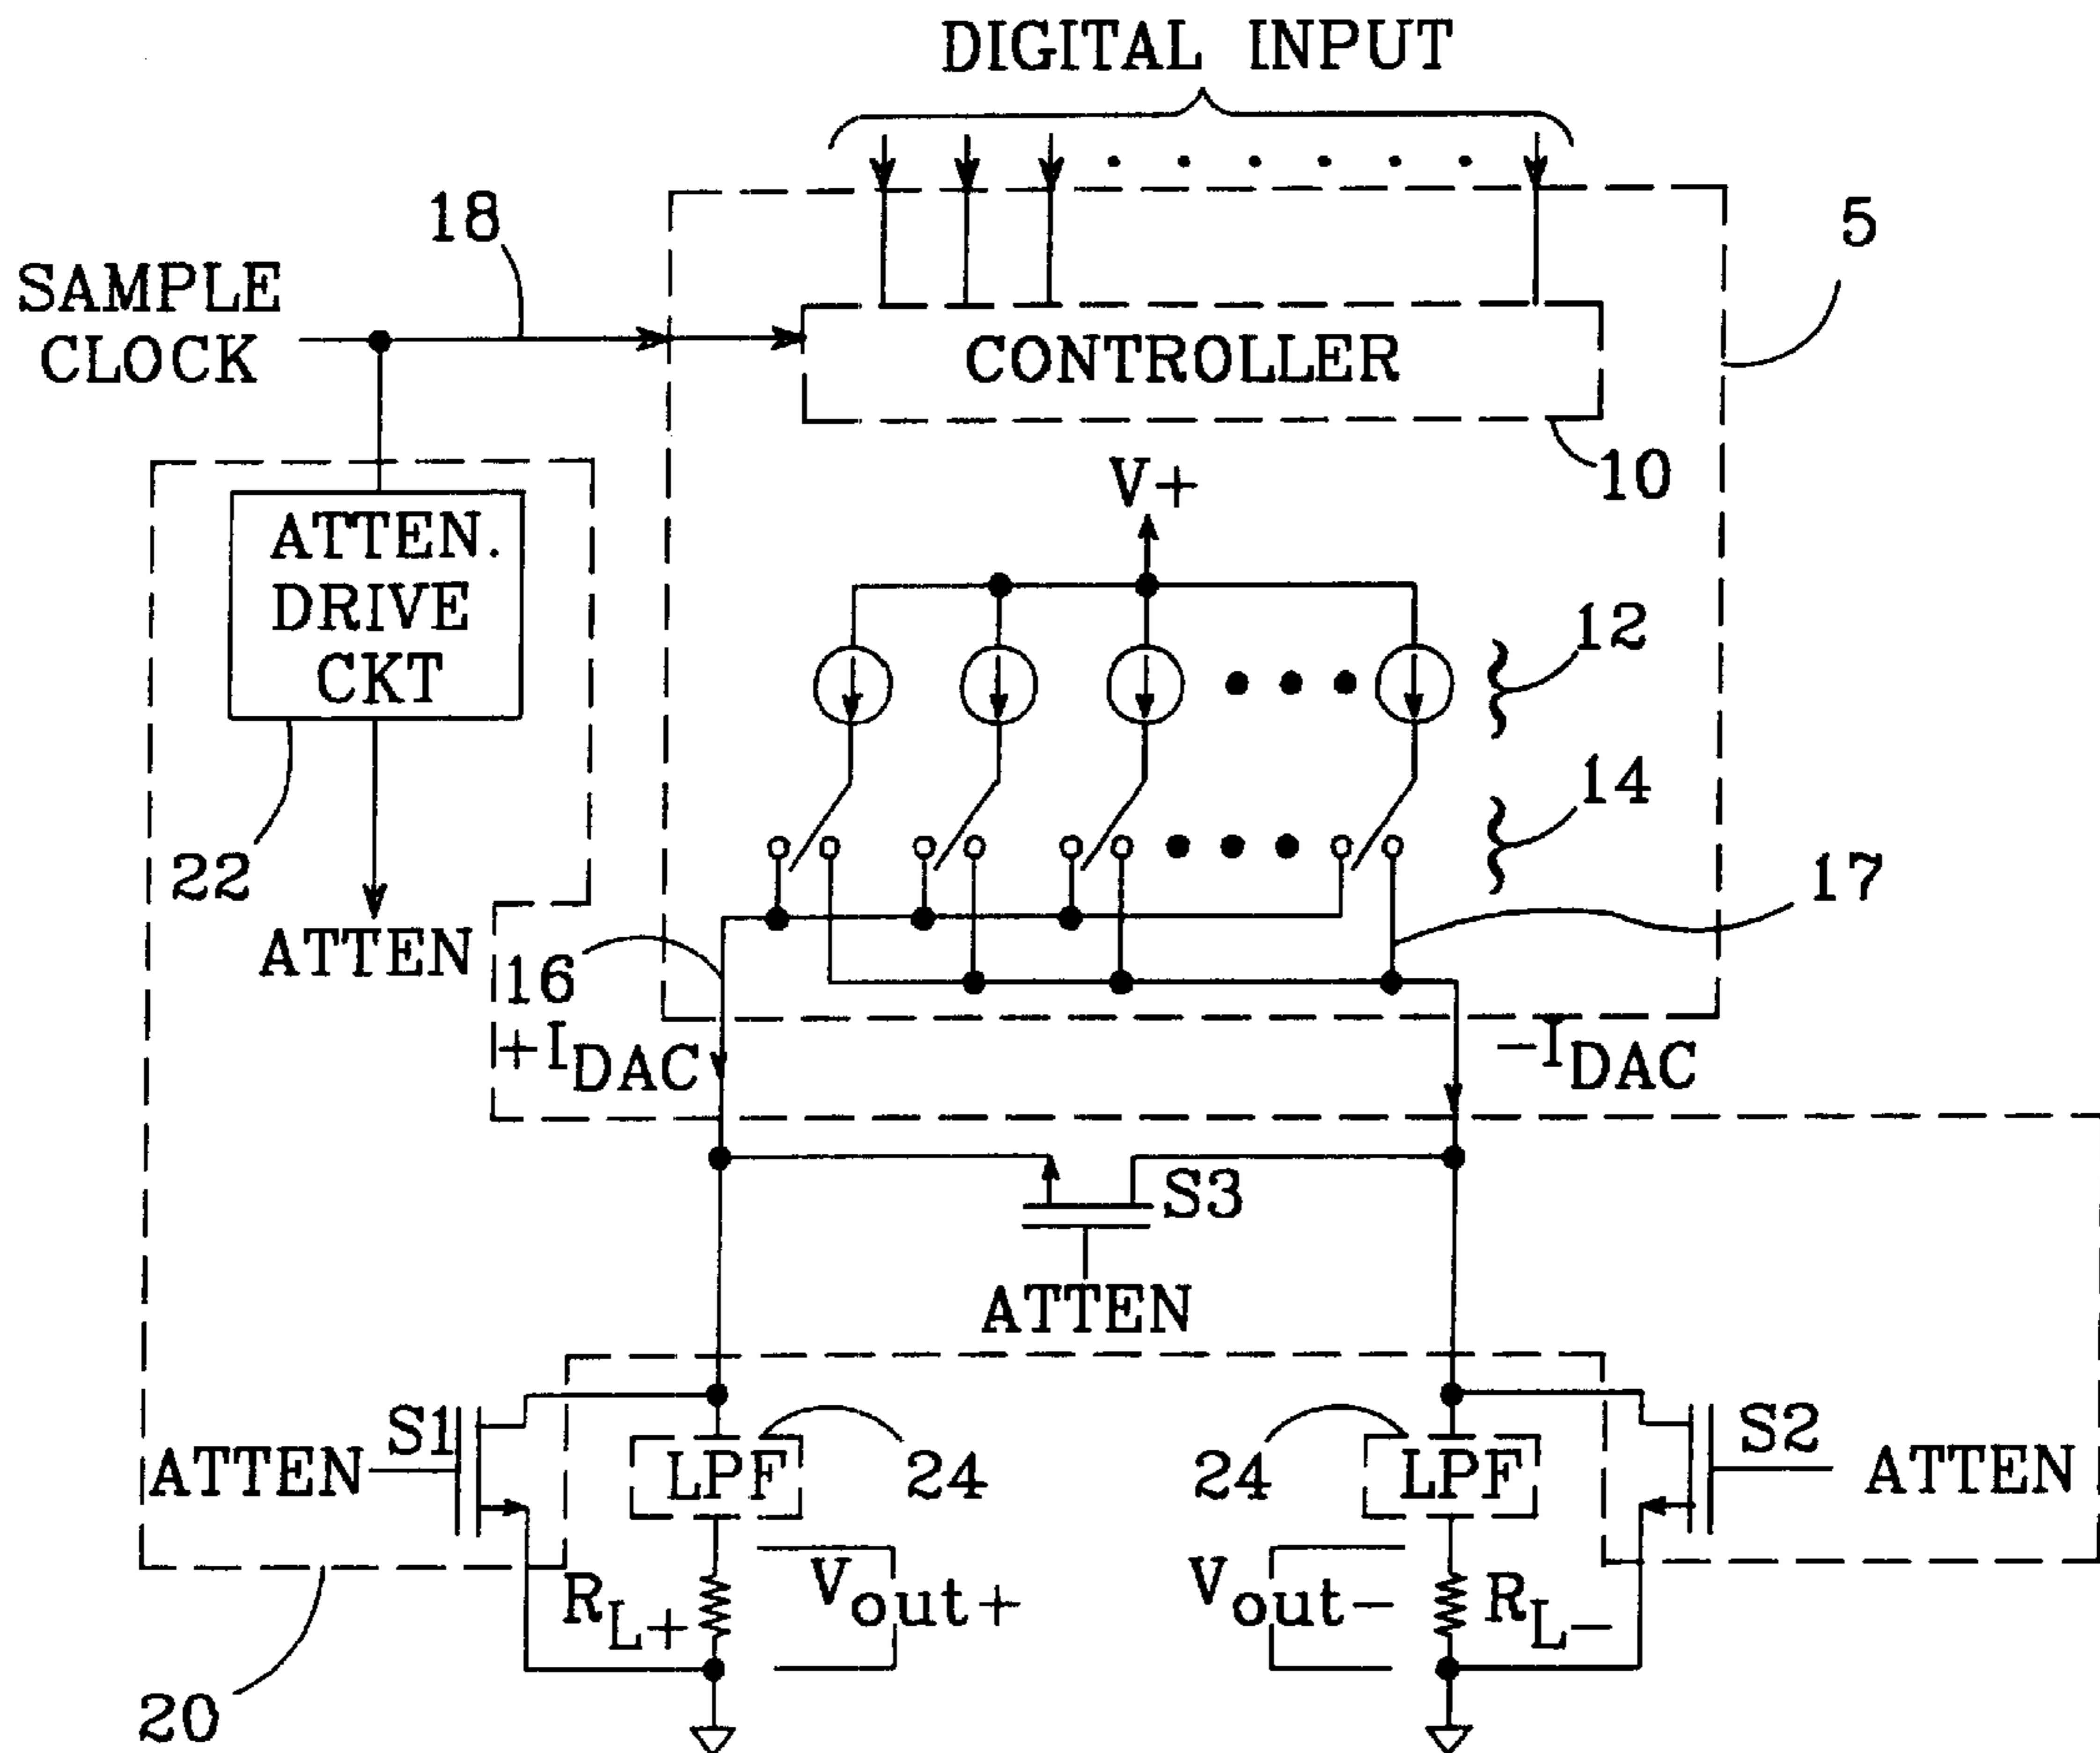 DIGITAL INPUT
18
5
SAMPLE
CLOCK
CONTROLLER
10
V+
ATTEN.
DRIVE
CKT
12
14
22
17
ATTEN
16
+IDAC
-IDAC
S3
ATTEN
S1
ATTEN
LPF
24
24
LPF
S2
ATTEN
RL+
Vout+
Vout-
RL-
20